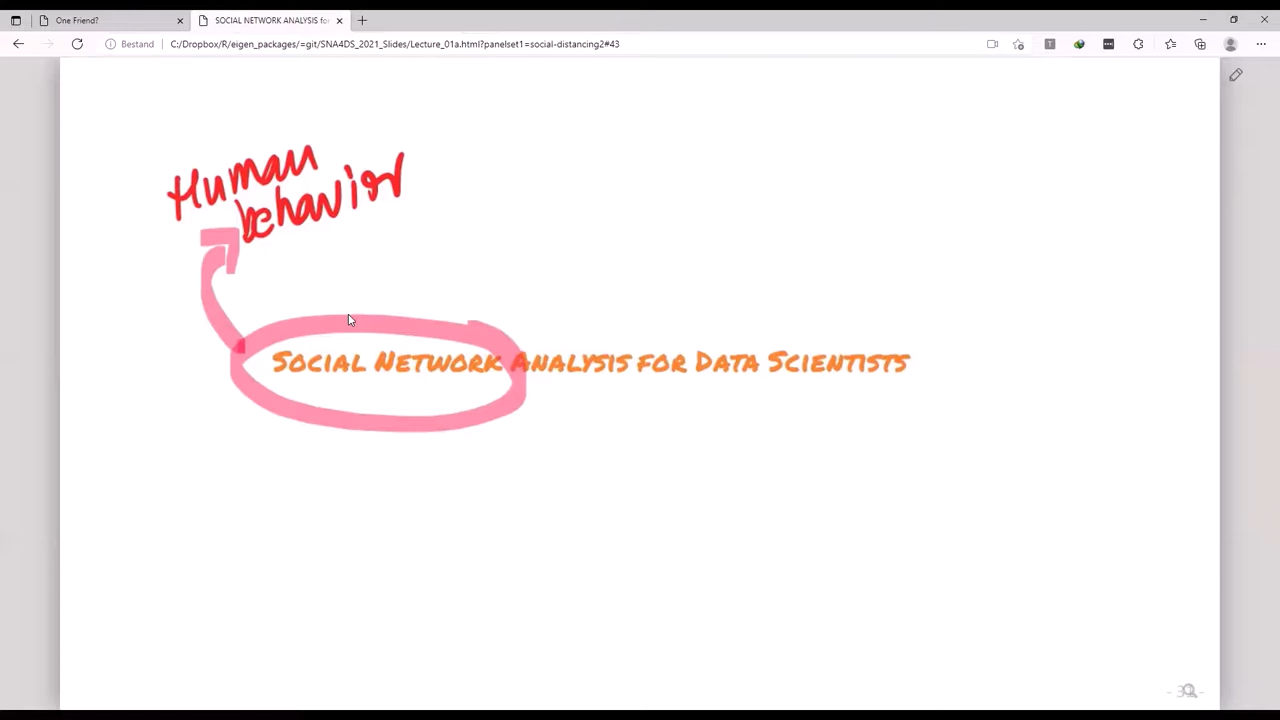 One Friend?
SOCIAL NETWORK ANALYSIS for
Bestand
C:/Dropbox/R/eigen_packages/=git/SNA4DS_2021_Slides/Lecture_01a.html?panelset1=social-distancing2#43
Human
behavior
Social Network Analysis for Data Scientists